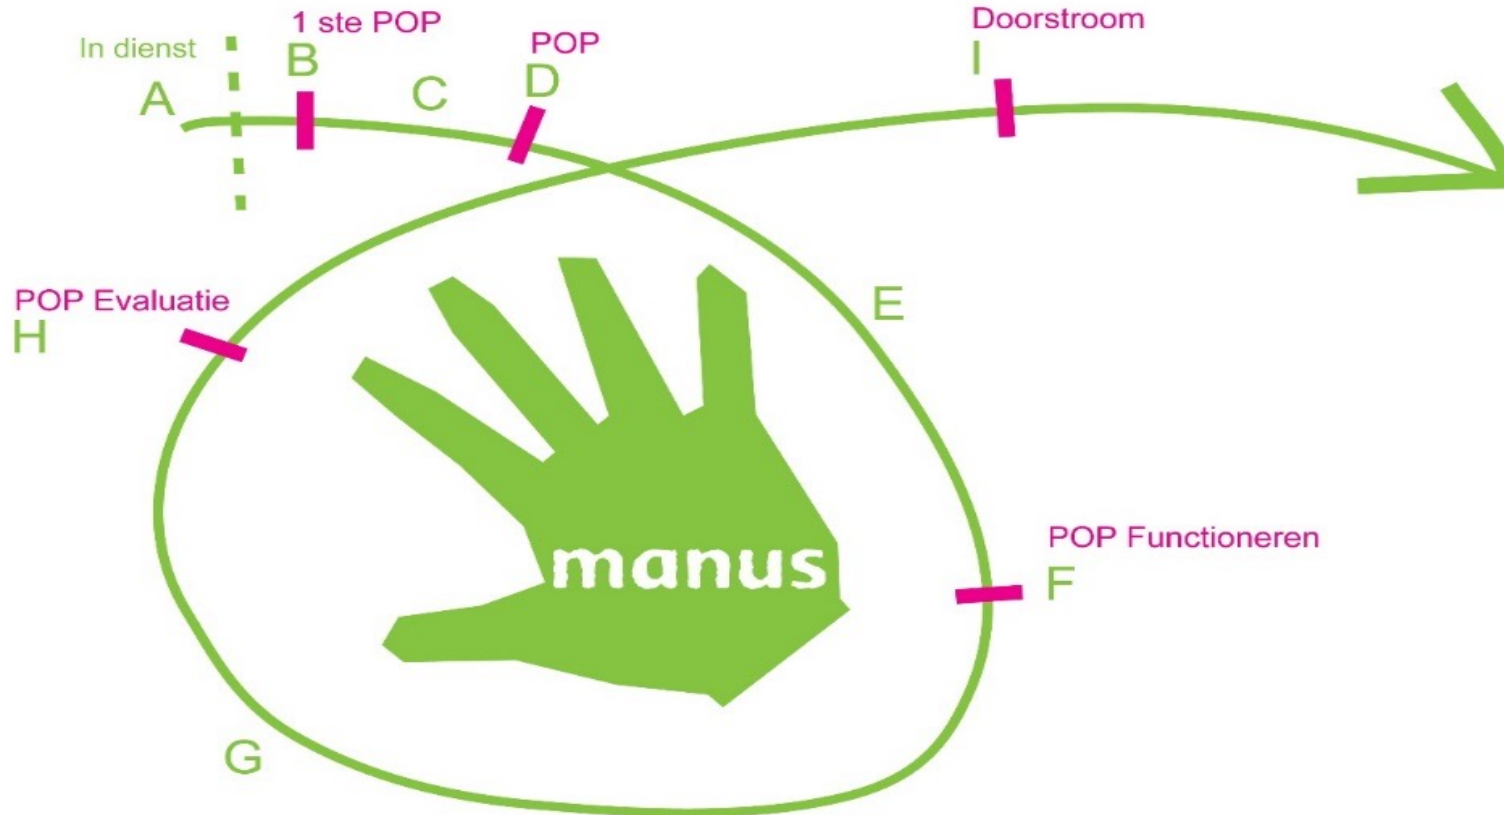 In dienst
A
1 ste POP
B
C
POP
D
Doorstroom
I
E
POP Evaluatie
H
manus
POP Functioneren
F
G